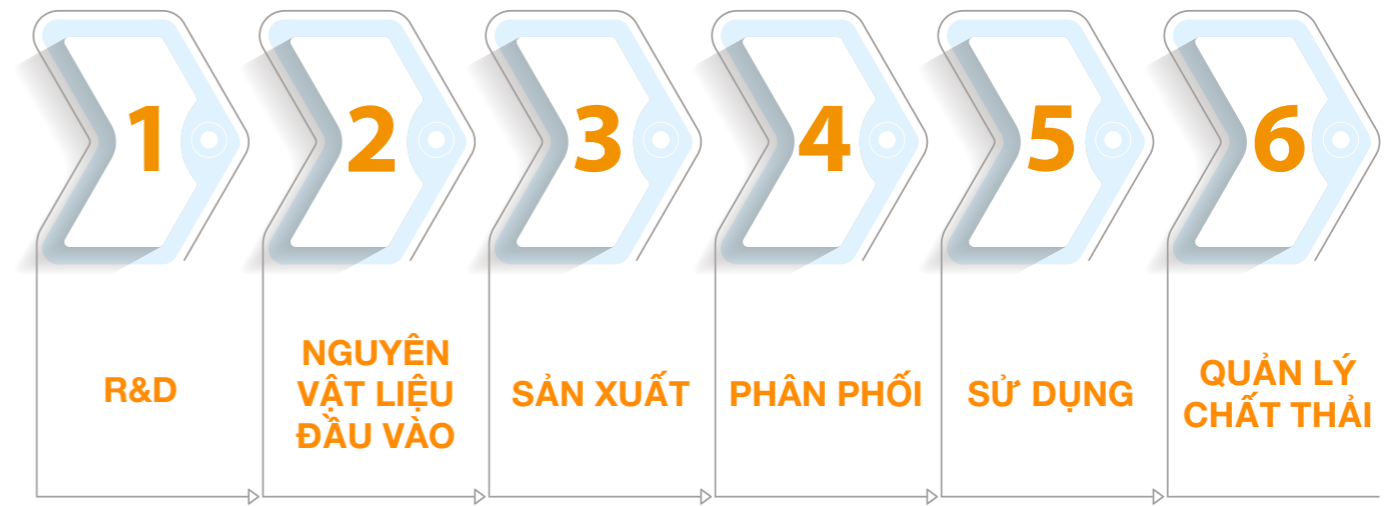 1
2
3
4
5
6
R&D
NGUYÊN
VẬT LIỆU
ĐẦU VÀO
SẢN XUẤT
PHÂN PHỐI
SỬ DỤNG
QUẢN LÝ
CHẤT THẢI